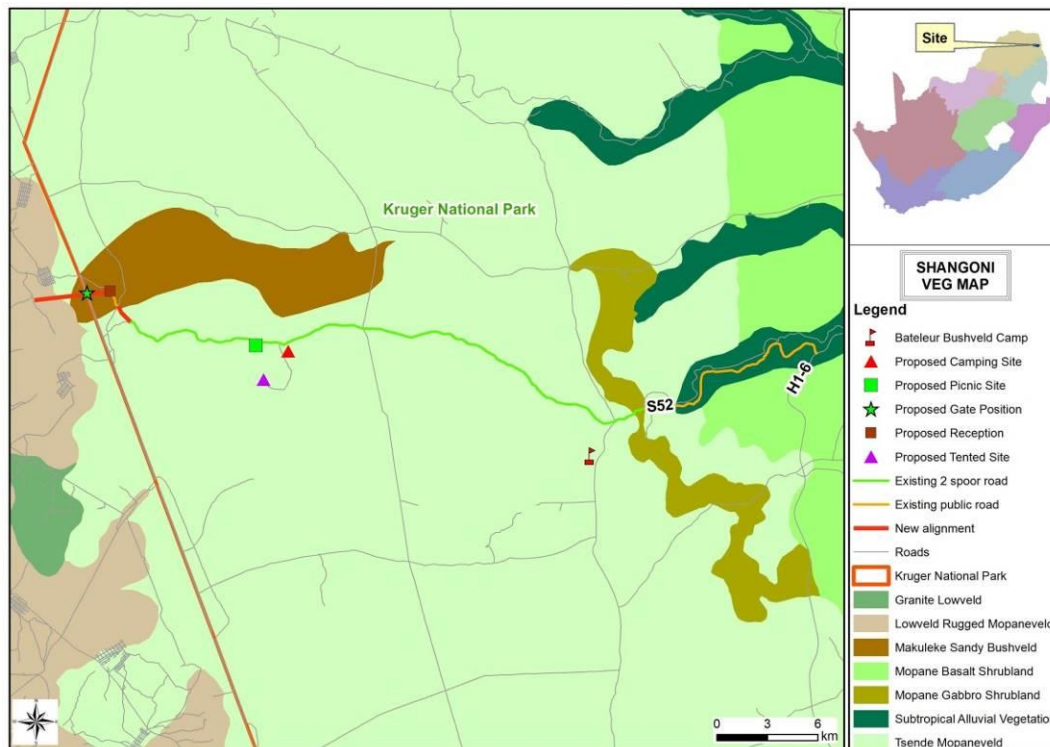 Kruger National Park
S52
H1-6
0 3 6
km
Site
SHANGONI
VEG MAP
Legend
Bateleur Bushveld Camp
Proposed Camping Site
Proposed Picnic Site
Proposed Gate Position
Proposed Reception
Proposed Tented Site
Existing 2 spoor road
Existing public road
New alignment
Roads
Kruger National Park
Granite Lowveld
Lowveld Rugged Mopaneveld
Makuleke Sandy Bushveld
Mopane Basalt Shrubland
Mopane Gabbro Shrubland
Subtropical Alluvial Vegetatio
Tsende Mopaneveld